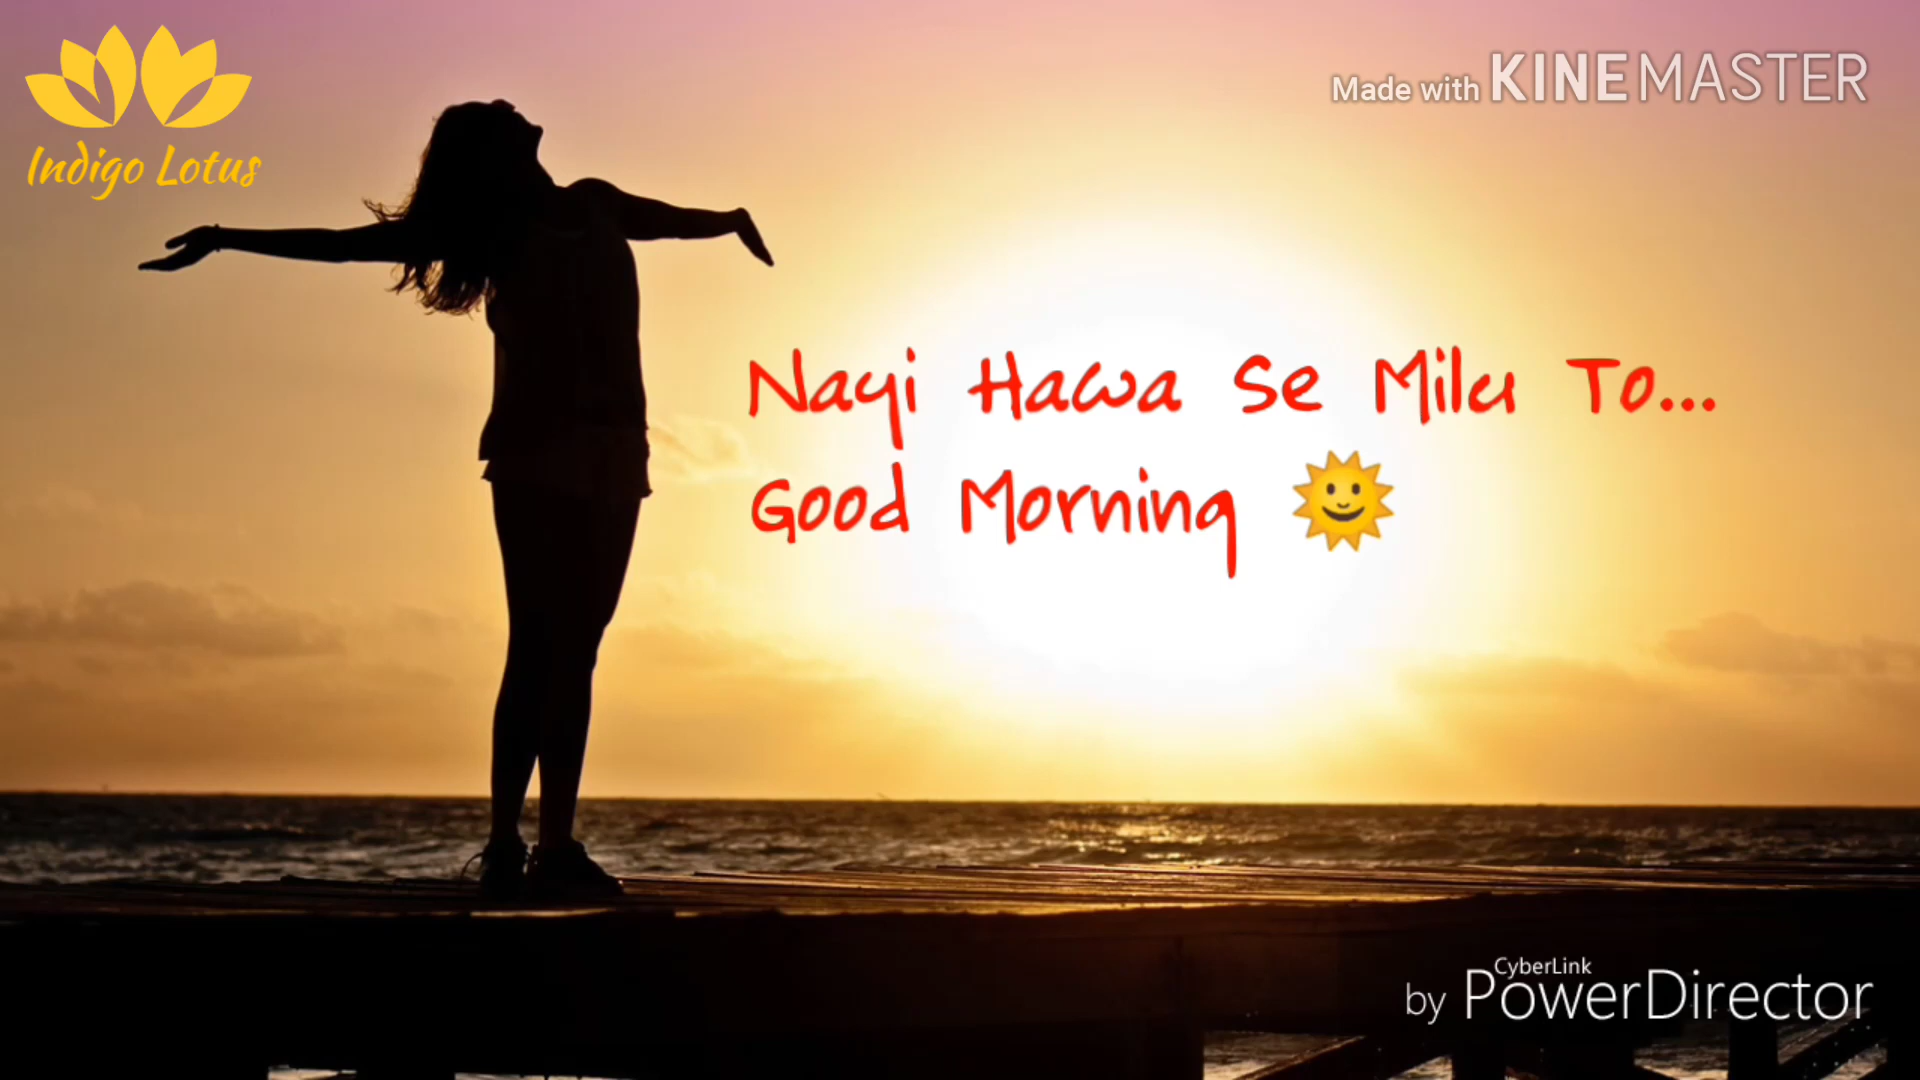 Indigo Lotus
Made with KINEMASTER
Nayi Hawa Se Milu To...
Good Morning 🌞
CyberLink
by PowerDirector